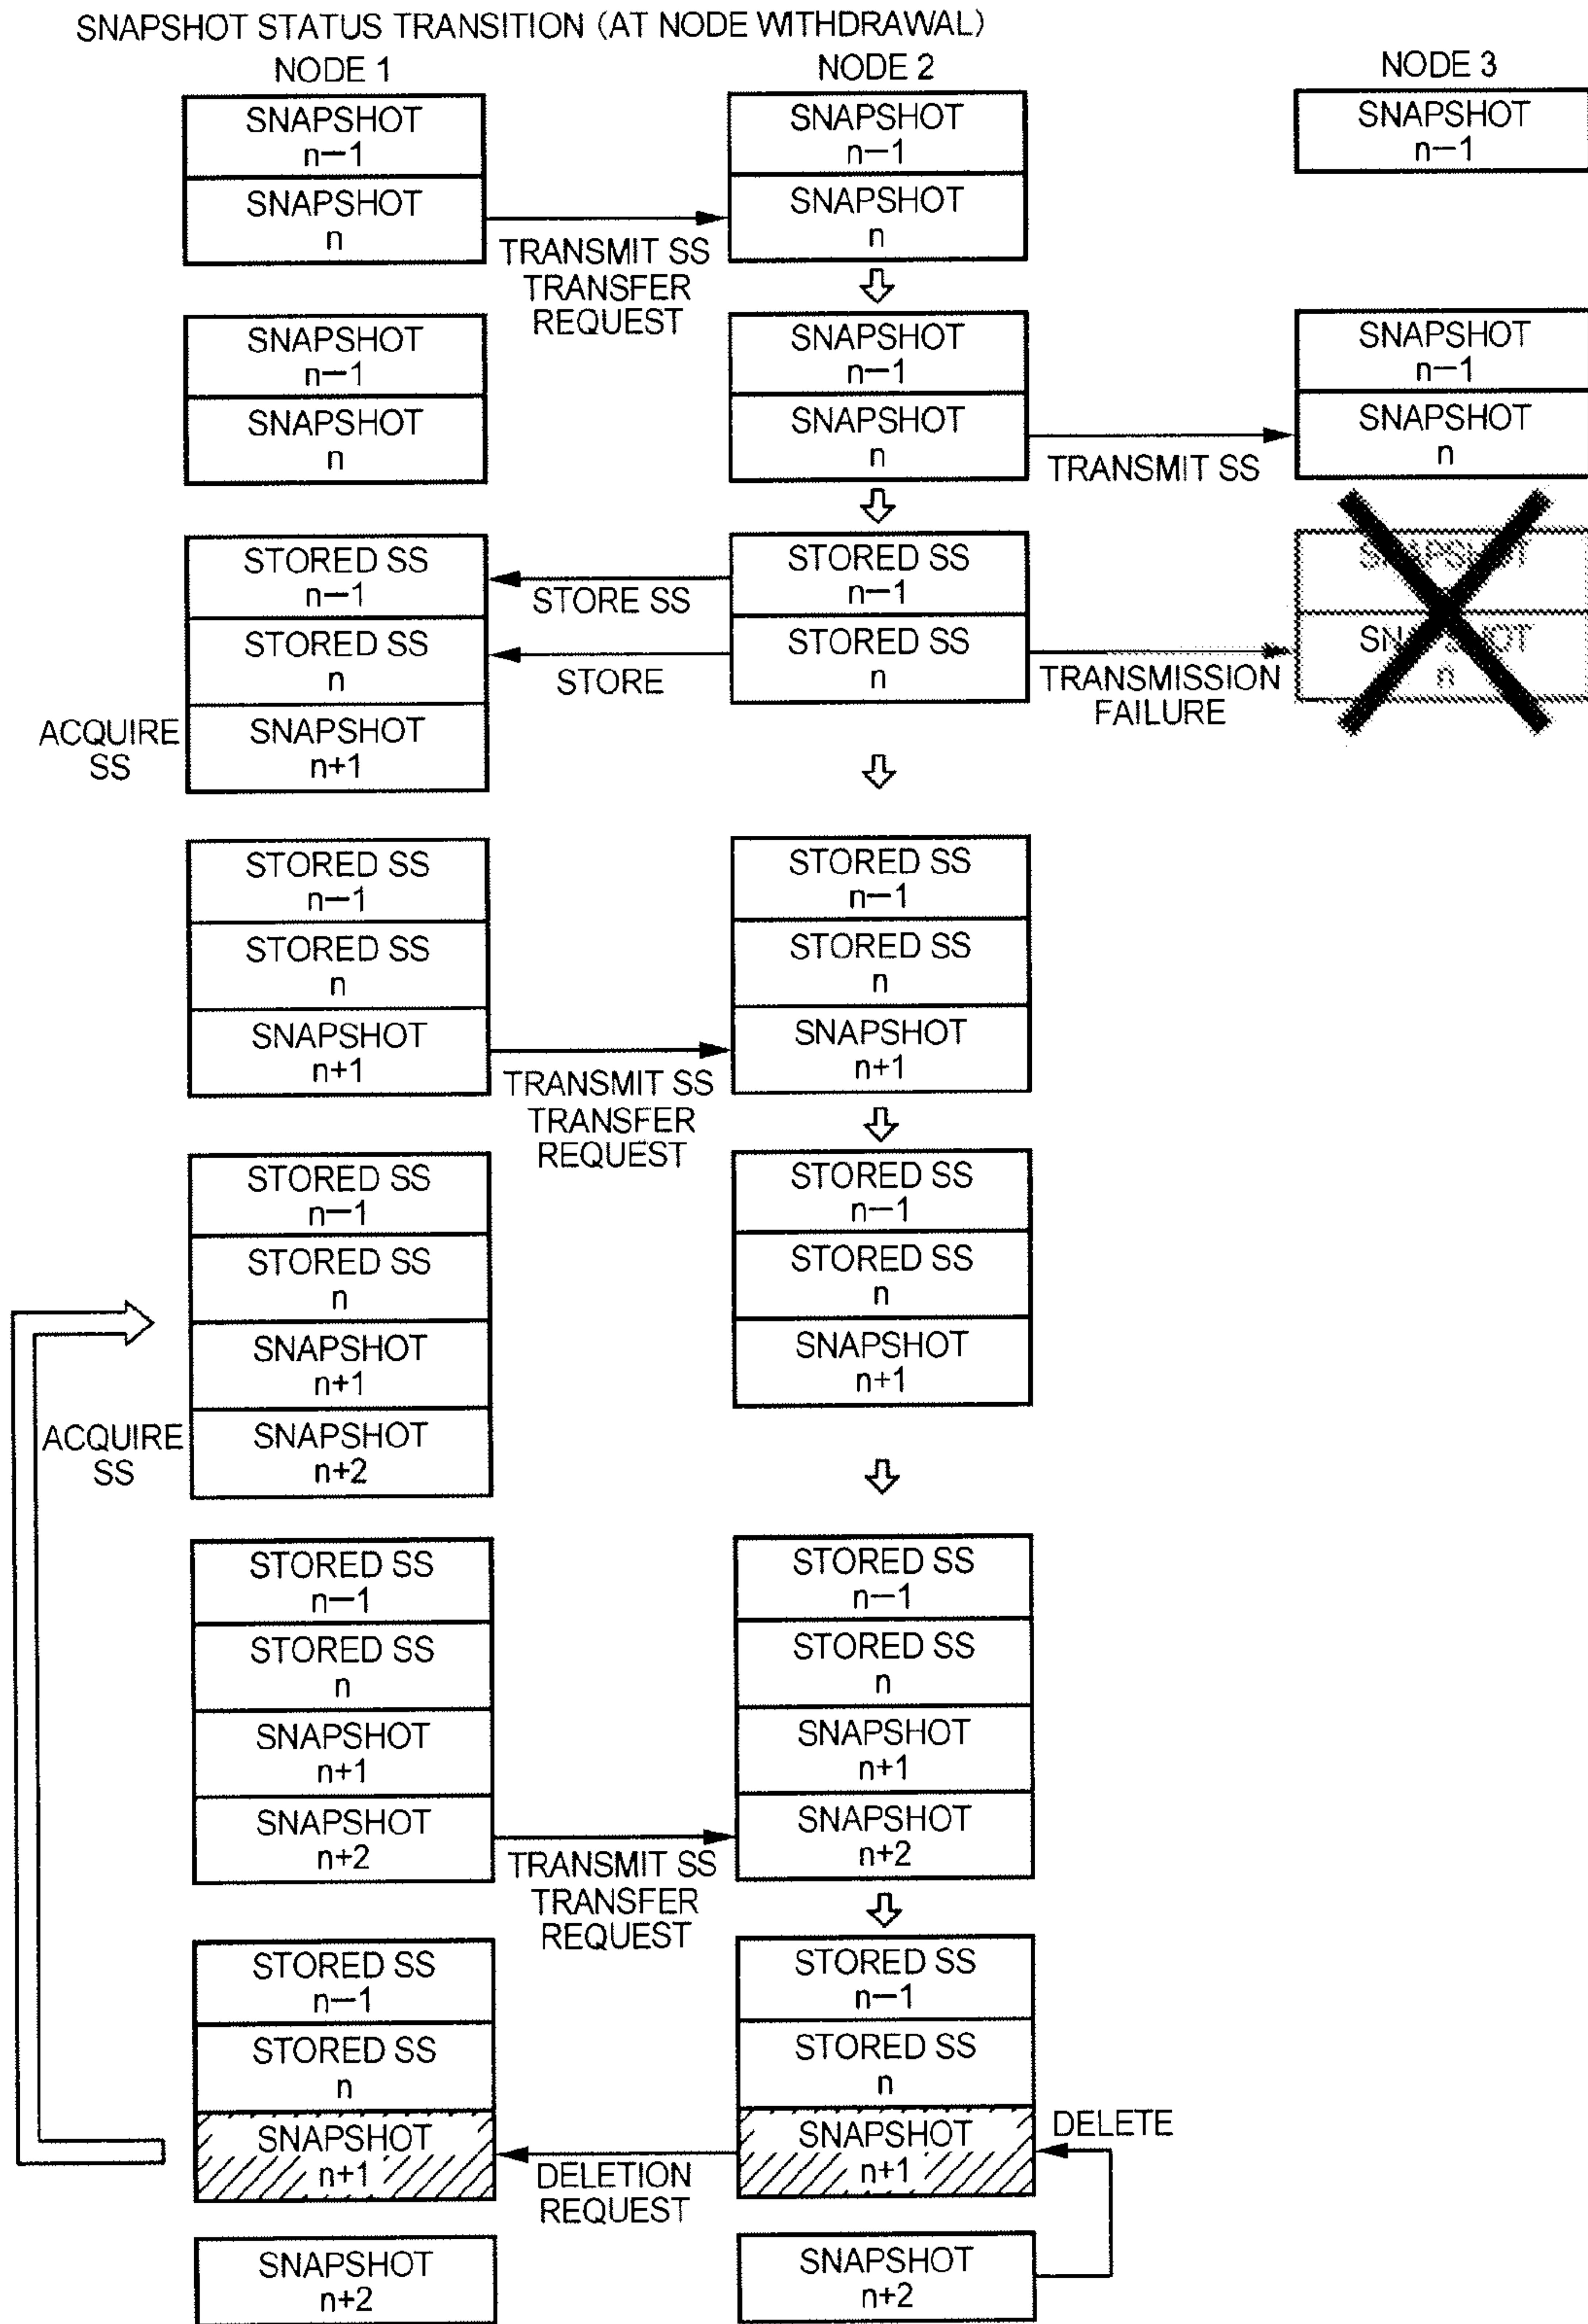 SNAPSHOT STATUS TRANSITION (AT NODE WITHDRAWAL)
NODE 1
NODE 2
NODE 3
SNAPSHOT
n-1
SNAPSHOT
n
TRANSMIT SS
TRANSFER
REQUEST
SNAPSHOT
n-1
SNAPSHOT
n
SNAPSHOT
n-1
SNAPSHOT
n-1
SNAPSHOT
n
SNAPSHOT
n-1
SNAPSHOT
n
TRANSMIT SS
SNAPSHOT
n-1
SNAPSHOT
n
STORED SS
n-1
STORED SS
n
SNAPSHOT
n+1
ACQUIRE
SS
STORE SS
STORE
STORED SS
n-1
STORED SS
n
TRANSMISSION
FAILURE
SNAPSHOT
SNAPSHOT
n
STORED SS
n-1
STORED SS
n
SNAPSHOT
n+1
TRANSMIT SS
TRANSFER
REQUEST
STORED SS
n-1
STORED SS
n
SNAPSHOT
n+1
STORED SS
n-1
STORED SS
n
SNAPSHOT
n+1
SNAPSHOT
n+2
ACQUIRE
SS
STORED SS
n-1
STORED SS
n
SNAPSHOT
n+1
STORED SS
n-1
STORED SS
n
SNAPSHOT
n+1
SNAPSHOT
n+2
TRANSMIT SS
TRANSFER
REQUEST
STORED SS
n-1
STORED SS
n
SNAPSHOT
n+1
SNAPSHOT
n+2
STORED SS
n-1
STORED SS
n
SNAPSHOT
n+1
DELETION
REQUEST
STORED SS
n-1
STORED SS
n
SNAPSHOT
n+1
DELETE
SNAPSHOT
n+2
SNAPSHOT
n+2